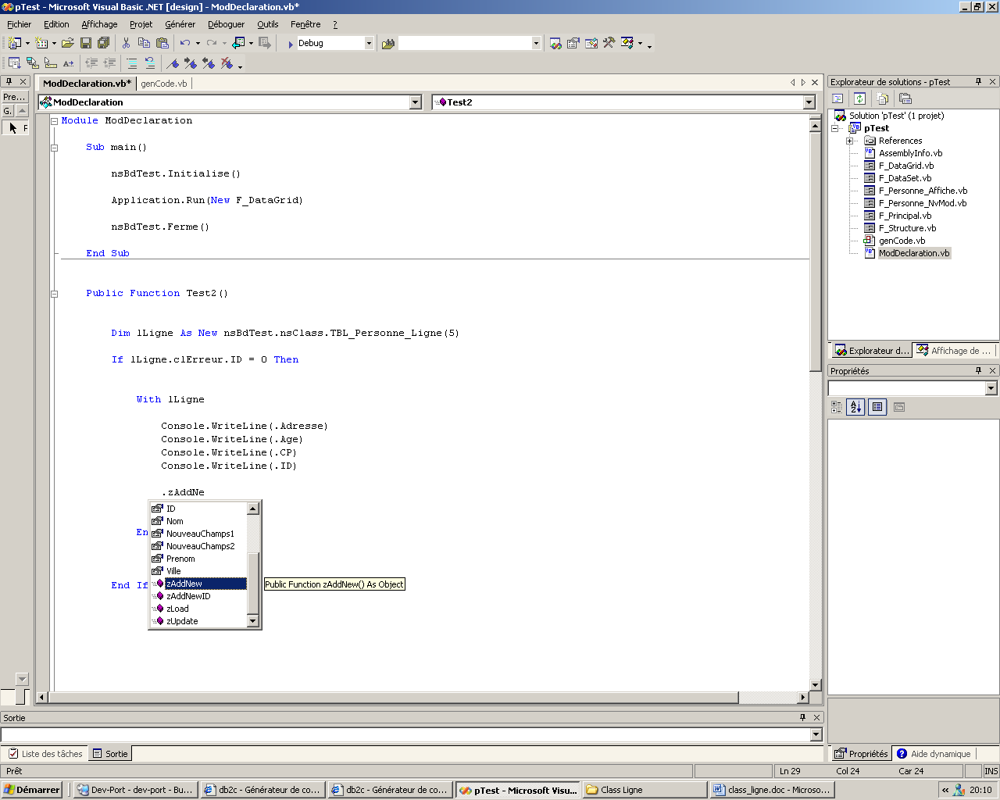 pTest - Microsoft Visual Basic .NET [design] - ModDeclaration.vb*
Fichier Edition Affichage Projet Générer Déboguer Outils Fenêtre ?
Debug
ModDeclaration.vb* genCode.vb
Pre...
G.
F
ModDeclaration Test2
Module ModDeclaration
Sub main()
nsBdTest.Initialise()
Application.Run(New F_DataGrid)
nsBdTest.Ferme()
End Sub
Public Function Test2()
Dim lLigne As New nsBdTest.nsClass.TBL_Personne_Ligne(5)
If lLigne.clErreur.ID = 0 Then
With lLigne
Console.WriteLine(.Adresse)
Console.WriteLine(.Age)
Console.WriteLine(.CP)
Console.WriteLine(.ID)
.zAddNe
ID
Nom
En
NouveauChamps1
NouveauChamps2
Prenom
Ville
End If
zAddNew
Public Function zAddNew() As Object
zAddNewID
zLoad
zUpdate
Explorateur de solutions - pTest
Solution 'pTest' (1 projet)
pTest
References
AssemblyInfo.vb
F_DataGrid.vb
F_DataSet.vb
F_Personne_Affiche.vb
F_Personne_NvMod.vb
F_Principal.vb
F_Structure.vb
genCode.vb
ModDeclaration.vb
Explorateur d... Affichage de ...
Propriétés
Propriétés Aide dynamique
Sortie
Liste des tâches Sortie
Prêt Ln 29 Col 24 Car 24 INS
Démarrer Dev-Port - dev-port - Bu... db2c - Générateur de co... db2c - Générateur de co... pTest - Microsoft Visu... Class Ligne class_ligne.doc - Microso... « 20:10